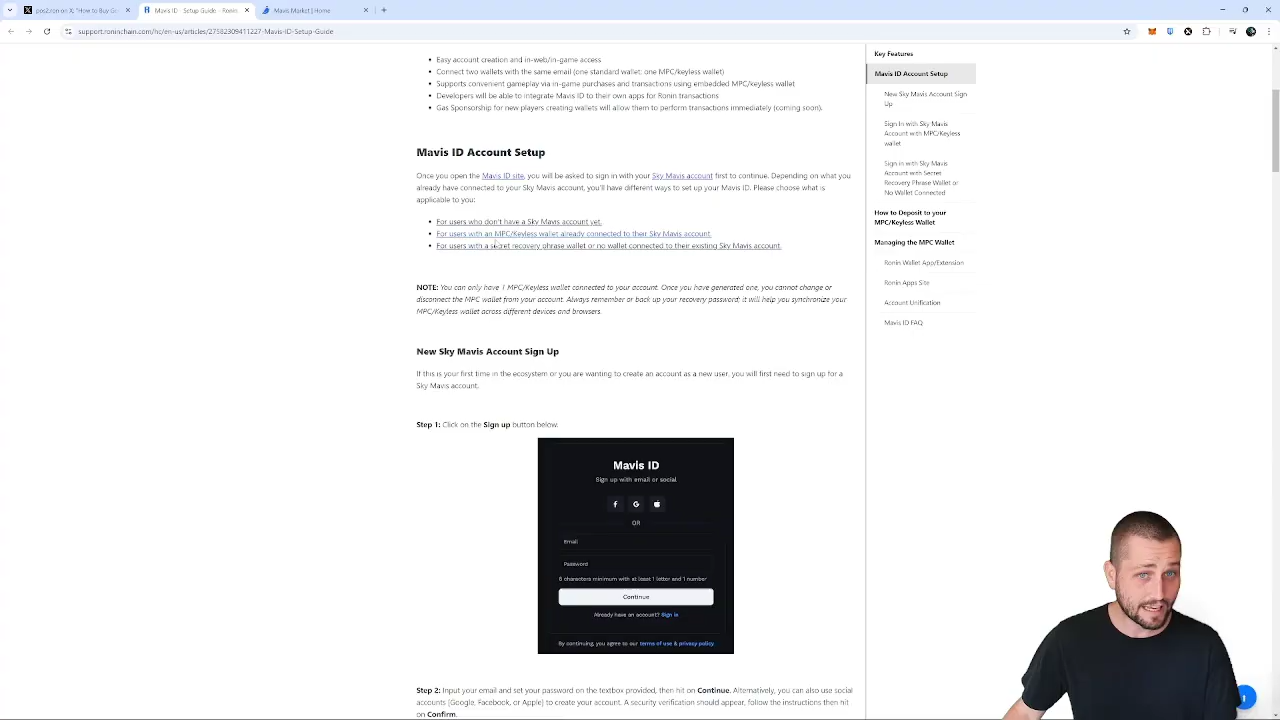 pos2.ron on X: "How to Buy G
Mavis ID - Setup Guide - Ronin
Mavis Market | Home
support.roninchain.com/hc/en-us/articles/27582309411227-Mavis-ID-Setup-Guide
Easy account creation and in-web/in-game access
Connect two wallets with the same email (one standard wallet; one MPC/keyless wallet)
Supports convenient gameplay via in-game purchases and transactions using embedded MPC/keyless wallet
Developers will be able to integrate Mavis ID to their own apps for Ronin transactions
Gas Sponsorship for new players creating wallets will allow them to perform transactions immediately (coming soon).
Mavis ID Account Setup
Once you open the Mavis ID site, you will be asked to sign in with your Sky Mavis account first to continue. Depending on what you
already have connected to your Sky Mavis account, you'll have different ways to set up your Mavis ID. Please choose what is
applicable to you:
For users who don't have a Sky Mavis account yet.
For users with an MPC/Keyless wallet already connected to their Sky Mavis account.
For users with a secret recovery phrase wallet or no wallet connected to their existing Sky Mavis account.
NOTE: You can only have 1 MPC/Keyless wallet connected to your account. Once you have generated one, you cannot change or
disconnect the MPC wallet from your account. Always remember or back up your recovery password; it will help you synchronize your
MPC/Keyless wallet across different devices and browsers.
New Sky Mavis Account Sign Up
If this is your first time in the ecosystem or you are wanting to create an account as a new user, you will first need to sign up for a
Sky Mavis account.
Step 1: Click on the Sign up button below.
Mavis ID
Sign up with email or social
OR
Email
Password
8 characters minimum with at least 1 letter and 1 number
Continue
Already have an account? Sign in
By continuing, you agree to our terms of use & privacy policy
Step 2: Input your email and set your password on the textbox provided, then hit on Continue. Alternatively, you can also use social
accounts (Google, Facebook, or Apple) to create your account. A security verification should appear, follow the instructions then hit
on Confirm.
Key Features
Mavis ID Account Setup
New Sky Mavis Account Sign
Up
Sign In with Sky Mavis
Account with MPC/Keyless
wallet
Sign in with Sky Mavis
Account with Secret
Recovery Phrase Wallet or
No Wallet Connected
How to Deposit to your
MPC/Keyless Wallet
Managing the MPC Wallet
Ronin Wallet App/Extension
Ronin Apps Site
Account Unification
Mavis ID FAQ